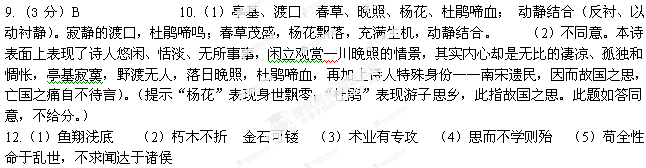 9.（3 分）B 10.（1）亭基、渡口、春草、晚照、杨花、杜鹃啼血； 动静结合（反衬、以
动衬静）。寂静的渡口，杜鹃啼鸣；春草茂盛，杨花飘落，充满生机，动静结合。 （2）不同意。本诗
表面上表现了诗人悠闲、恬淡、无所事事，闲立观赏一川晚照的情景，其实内心却是无比的凄凉、孤独和
惆怅，亭基寂寞，野渡无人，落日晚照，杜鹃啼血，再加上诗人特殊身份——南宋遗民，因而故国之思，
亡国之痛自不待言）。（提示“杨花”表现身世飘零，“杜鹃”表现游子思乡，此指故国之思。此题如答同
意，不给分。）
12.（1）鱼翔浅底 （2）朽木不折 金石可镂 （3）术业有专攻 （4）思而不学则殆 （5）苟全性
命于乱世，不求闻达于诸侯